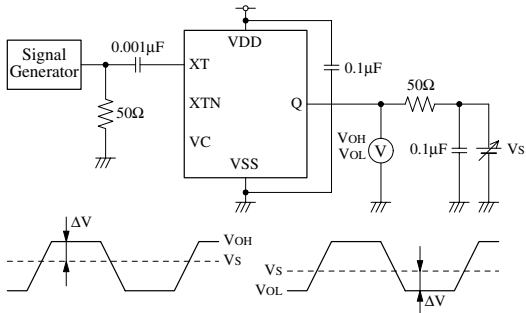 Signal
Generator
0.001µF
50Ω
XT
XTN
VC
VDD
VSS
Q
0.1µF
50Ω
VOH
VOL
V
0.1µF
VS
ΔV
VOH
VS
VS
VOL
ΔV